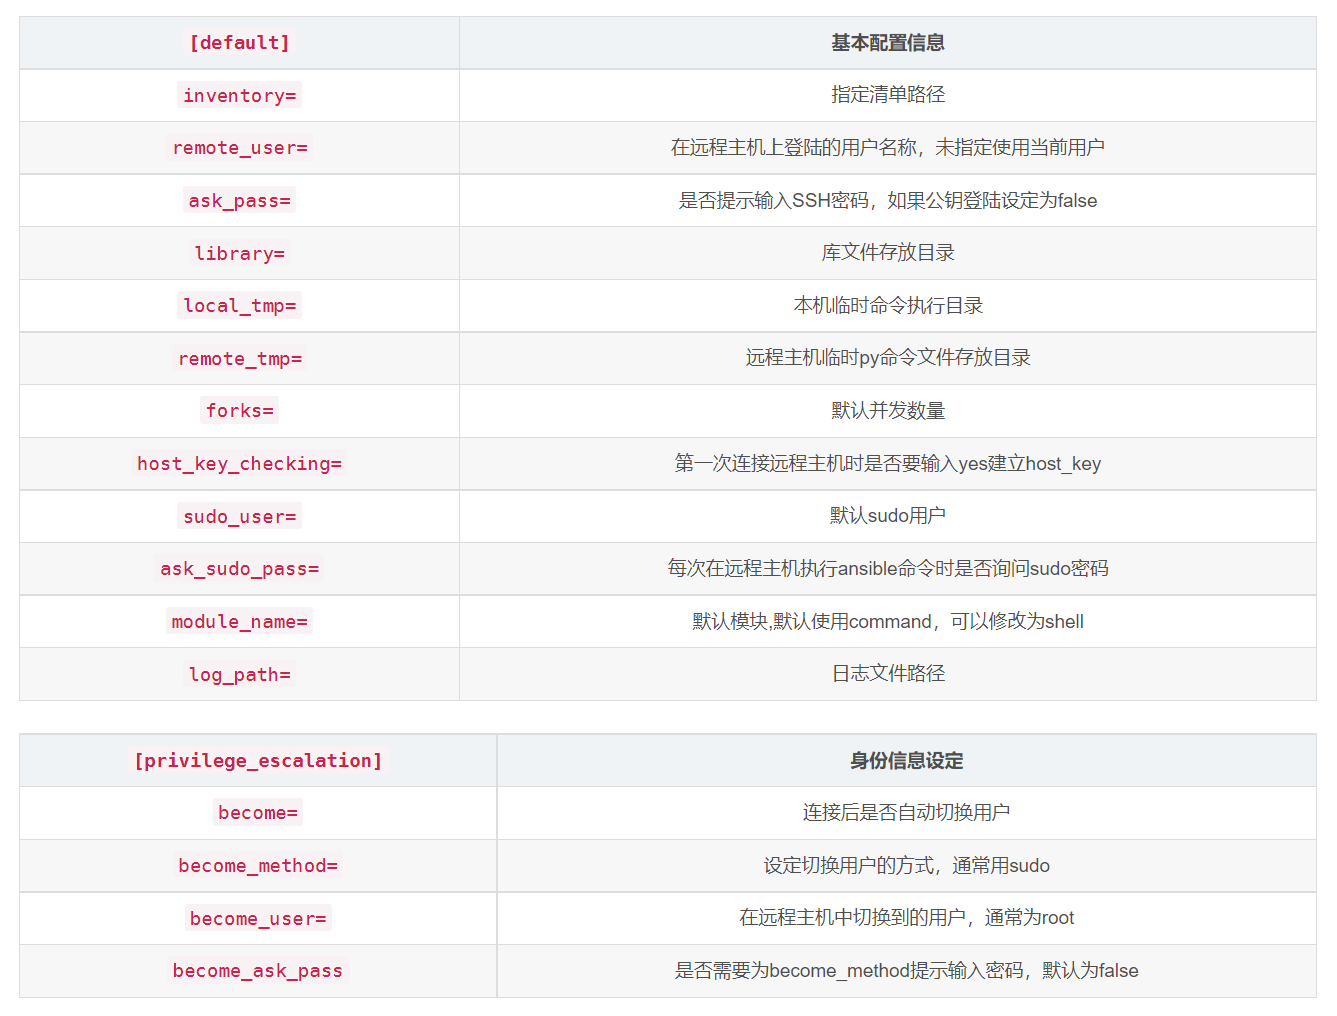 [default] 基本配置信息
inventory= 指定清单路径
remote_user= 在远程主机上登陆的用户名称，未指定使用当前用户
ask_pass= 是否提示输入SSH密码，如果公钥登陆设定为false
library= 库文件存放目录
local_tmp= 本机临时命令执行目录
remote_tmp= 远程主机临时py命令文件存放目录
forks= 默认并发数量
host_key_checking= 第一次连接远程主机时是否要输入yes建立host_key
sudo_user= 默认sudo用户
ask_sudo_pass= 每次在远程主机执行ansible命令时是否询问sudo密码
module_name= 默认模块,默认使用command，可以修改为shell
log_path= 日志文件路径
[privilege_escalation] 身份信息设定
become= 连接后是否自动切换用户
become_method= 设定切换用户的方式，通常用sudo
become_user= 在远程主机中切换到的用户，通常为root
become_ask_pass 是否需要为become_method提示输入密码，默认为false